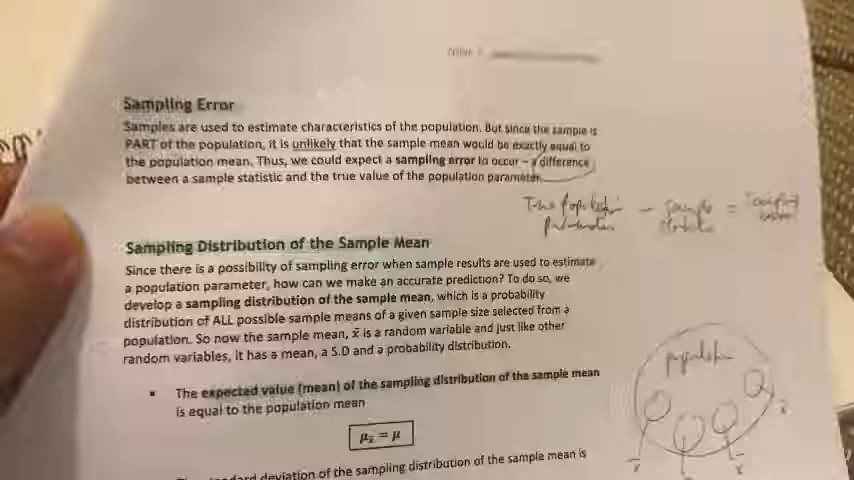 Sampling Error
Samples are used to estimate characteristics of the population. But since the sample is
PART of the population, it is unlikely that the sample mean would be exactly equal to
the population mean. Thus, we could expect a sampling error to occur – a difference
between a sample statistic and the true value of the population parameter.
True population - Sample = Sampling
parameter statistic error
Sampling Distribution of the Sample Mean
Since there is a possibility of sampling error when sample results are used to estimate
a population parameter, how can we make an accurate prediction? To do so, we
develop a sampling distribution of the sample mean, which is a probability
distribution of ALL possible sample means of a given sample size selected from a
population. So now the sample mean, x̄ is a random variable and just like other
random variables, it has a mean, a S.D and a probability distribution.
population
▪ The expected value (mean) of the sampling distribution of the sample mean
is equal to the population mean
x̄
μx̄ = μ
x̄ x̄
deviation of the sampling distribution of the sample mean is